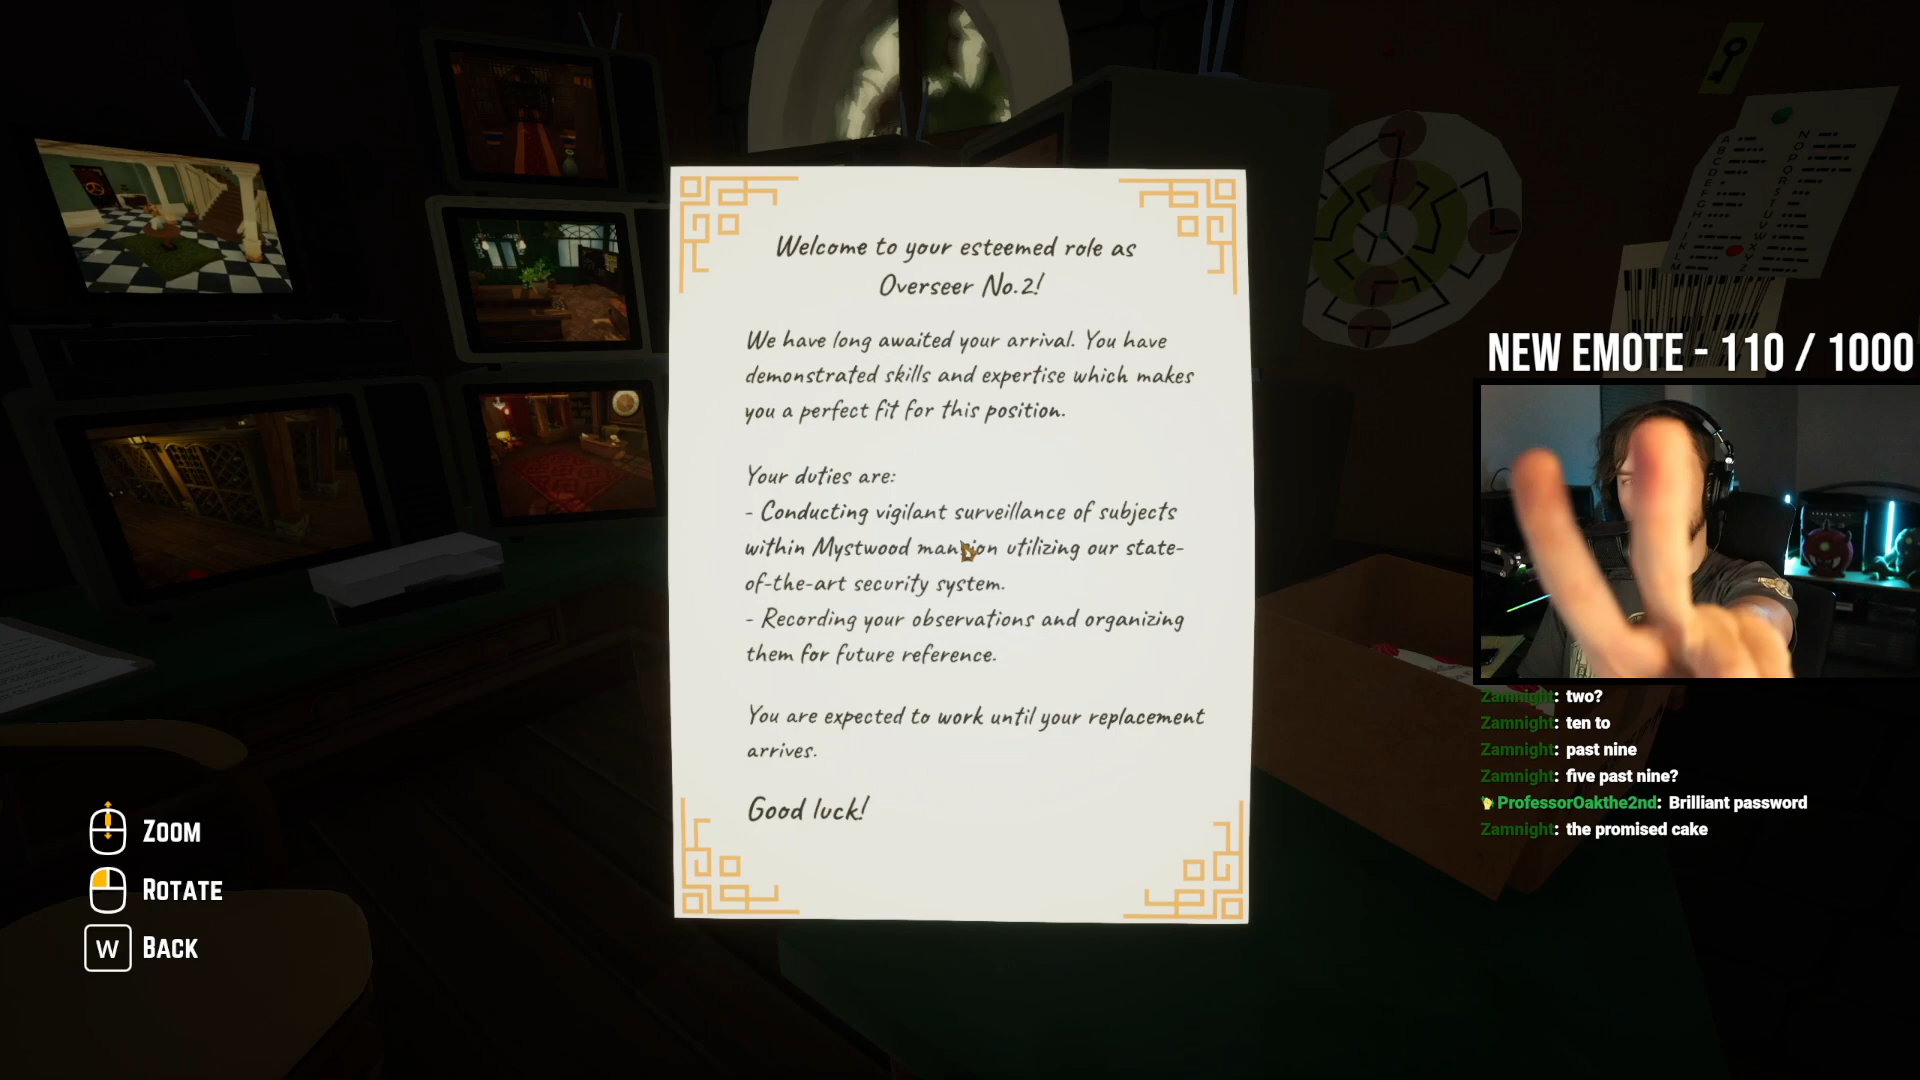 Welcome to your esteemed role as
Overseer No.2!
We have long awaited your arrival. You have
demonstrated skills and expertise which makes
you a perfect fit for this position.
Your duties are:
- Conducting vigilant surveillance of subjects
within Mystwood mansion utilizing our state-
of-the-art security system.
- Recording your observations and organizing
them for future reference.
You are expected to work until your replacement
arrives.
Good luck!
ZOOM
ROTATE
W BACK
NEW EMOTE - 110 / 1000
Zamnight: two?
Zamnight: ten to
Zamnight: past nine
Zamnight: five past nine?
ProfessorOakthe2nd: Brilliant password
Zamnight: the promised cake